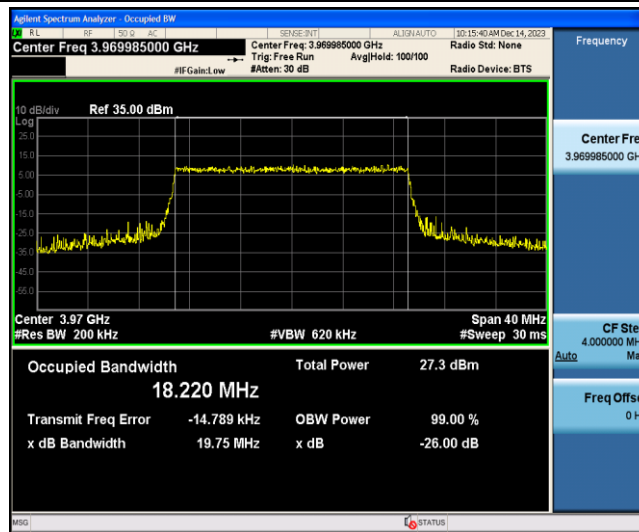 Agilent Spectrum Analyzer - Occupied BW
RL RF 50 Ω AC SENSE:INT ALIGNAUTO 10:15:40 AM Dec 14, 2023
Center Freq 3.969985000 GHz Center Freq: 3.969985000 GHz Radio Std: None Frequency
Trig: Free Run Avg|Hold: 100/100
#IFGain:Low #Atten: 30 dB Radio Device: BTS
10 dB/div Ref 35.00 dBm
Log
25.0
15.0
5.00
-5.00
-15.0
-25.0
-35.0
-45.0
-55.0
Center Fre
3.969985000 GH
Center 3.97 GHz Span 40 MHz
#Res BW 200 kHz #VBW 620 kHz #Sweep 30 ms
CF Ste
4.000000 MH
Auto Ma
Occupied Bandwidth Total Power 27.3 dBm
18.220 MHz
Transmit Freq Error -14.789 kHz OBW Power 99.00 %
x dB Bandwidth 19.75 MHz x dB -26.00 dB
Freq Offse
0 H
MSG STATUS